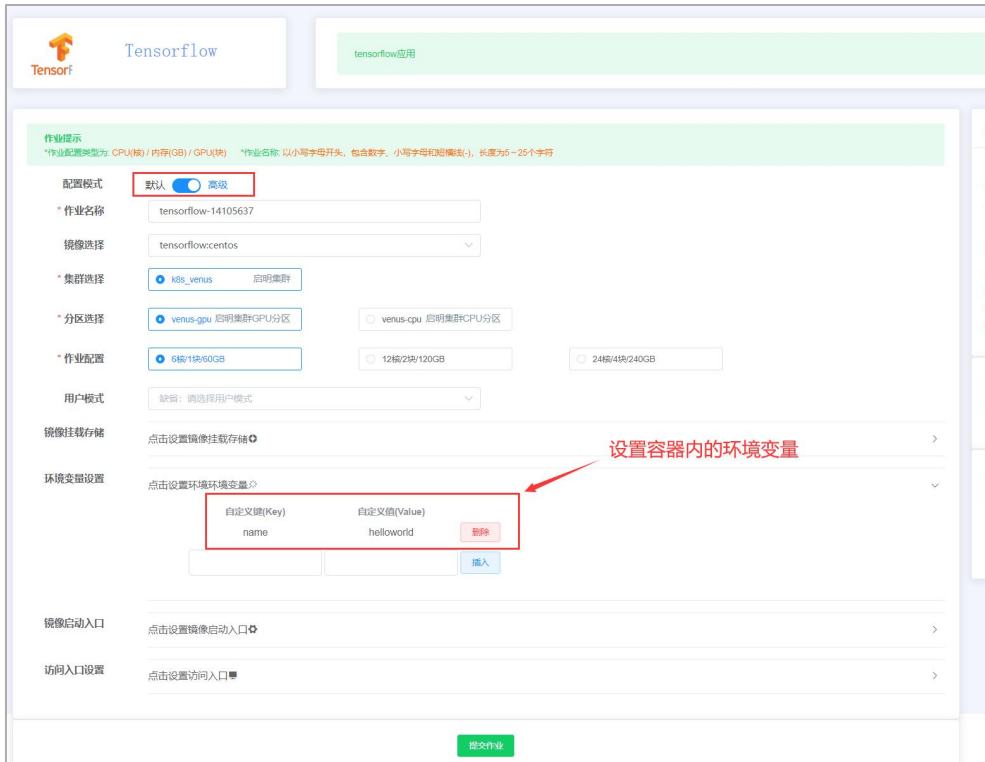 Tensorflow
tensorflow应用
TensorF
作业提示
*作业配置类型为: CPU(核) / 内存(GB) / GPU(块) *作业名称: 以小写字母开头，包含数字、小写字母和短横线(-)，长度为5~25个字符
配置模式 默认 高级
* 作业名称 tensorflow-14105637
镜像选择 tensorflow:centos
* 集群选择 k8s_venus 启明集群
* 分区选择 venus-gpu 启明集群GPU分区 venus-cpu 启明集群CPU分区
* 作业配置 6核/1块/60GB 12核/2块/120GB 24核/4块/240GB
用户模式 缺省：请选择用户模式
镜像挂载存储 点击设置镜像挂载存储
设置容器内的环境变量
环境变量设置 点击设置环境环境变量
自定义键(Key) 自定义值(Value)
name helloworld 删除
插入
镜像启动入口 点击设置镜像启动入口
访问入口设置 点击设置访问入口
提交作业